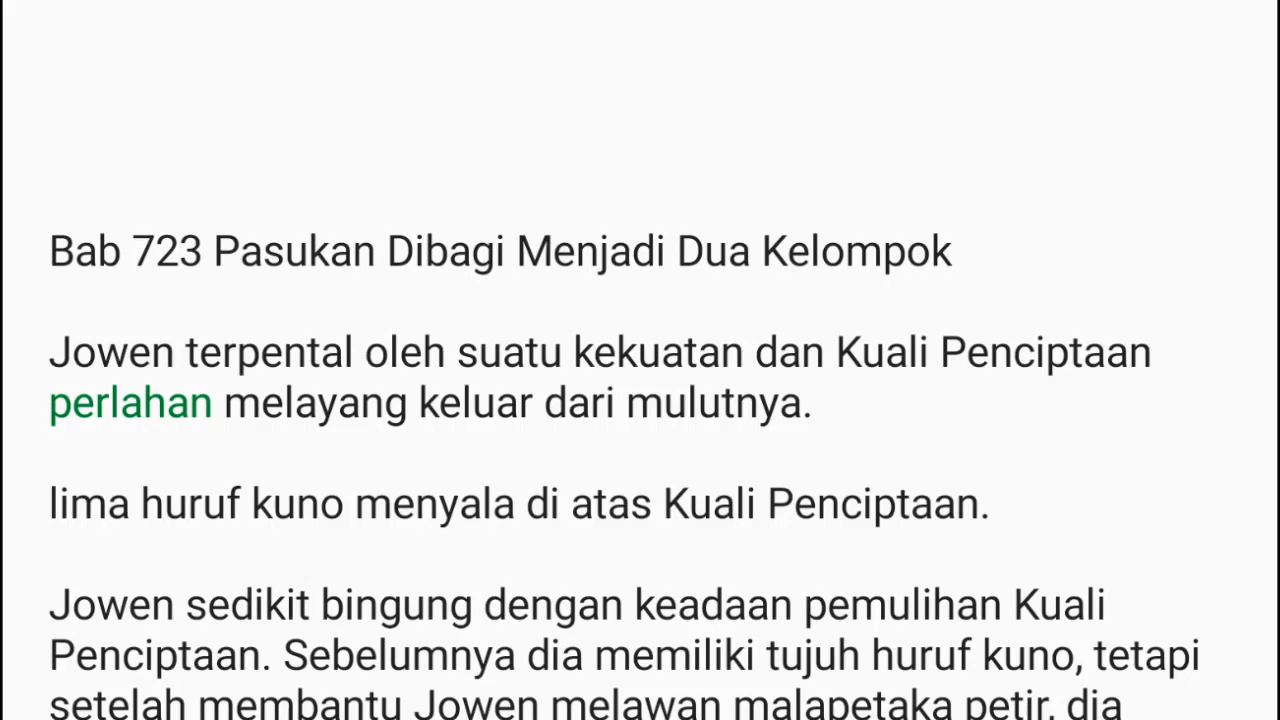 Bab 723 Pasukan Dibagi Menjadi Dua Kelompok
Jowen terpental oleh suatu kekuatan dan Kuali Penciptaan
perlahan melayang keluar dari mulutnya.
lima huruf kuno menyala di atas Kuali Penciptaan.
Jowen sedikit bingung dengan keadaan pemulihan Kuali
Penciptaan. Sebelumnya dia memiliki tujuh huruf kuno, tetapi
setelah membantu Jowen melawan malapetaka petir, dia